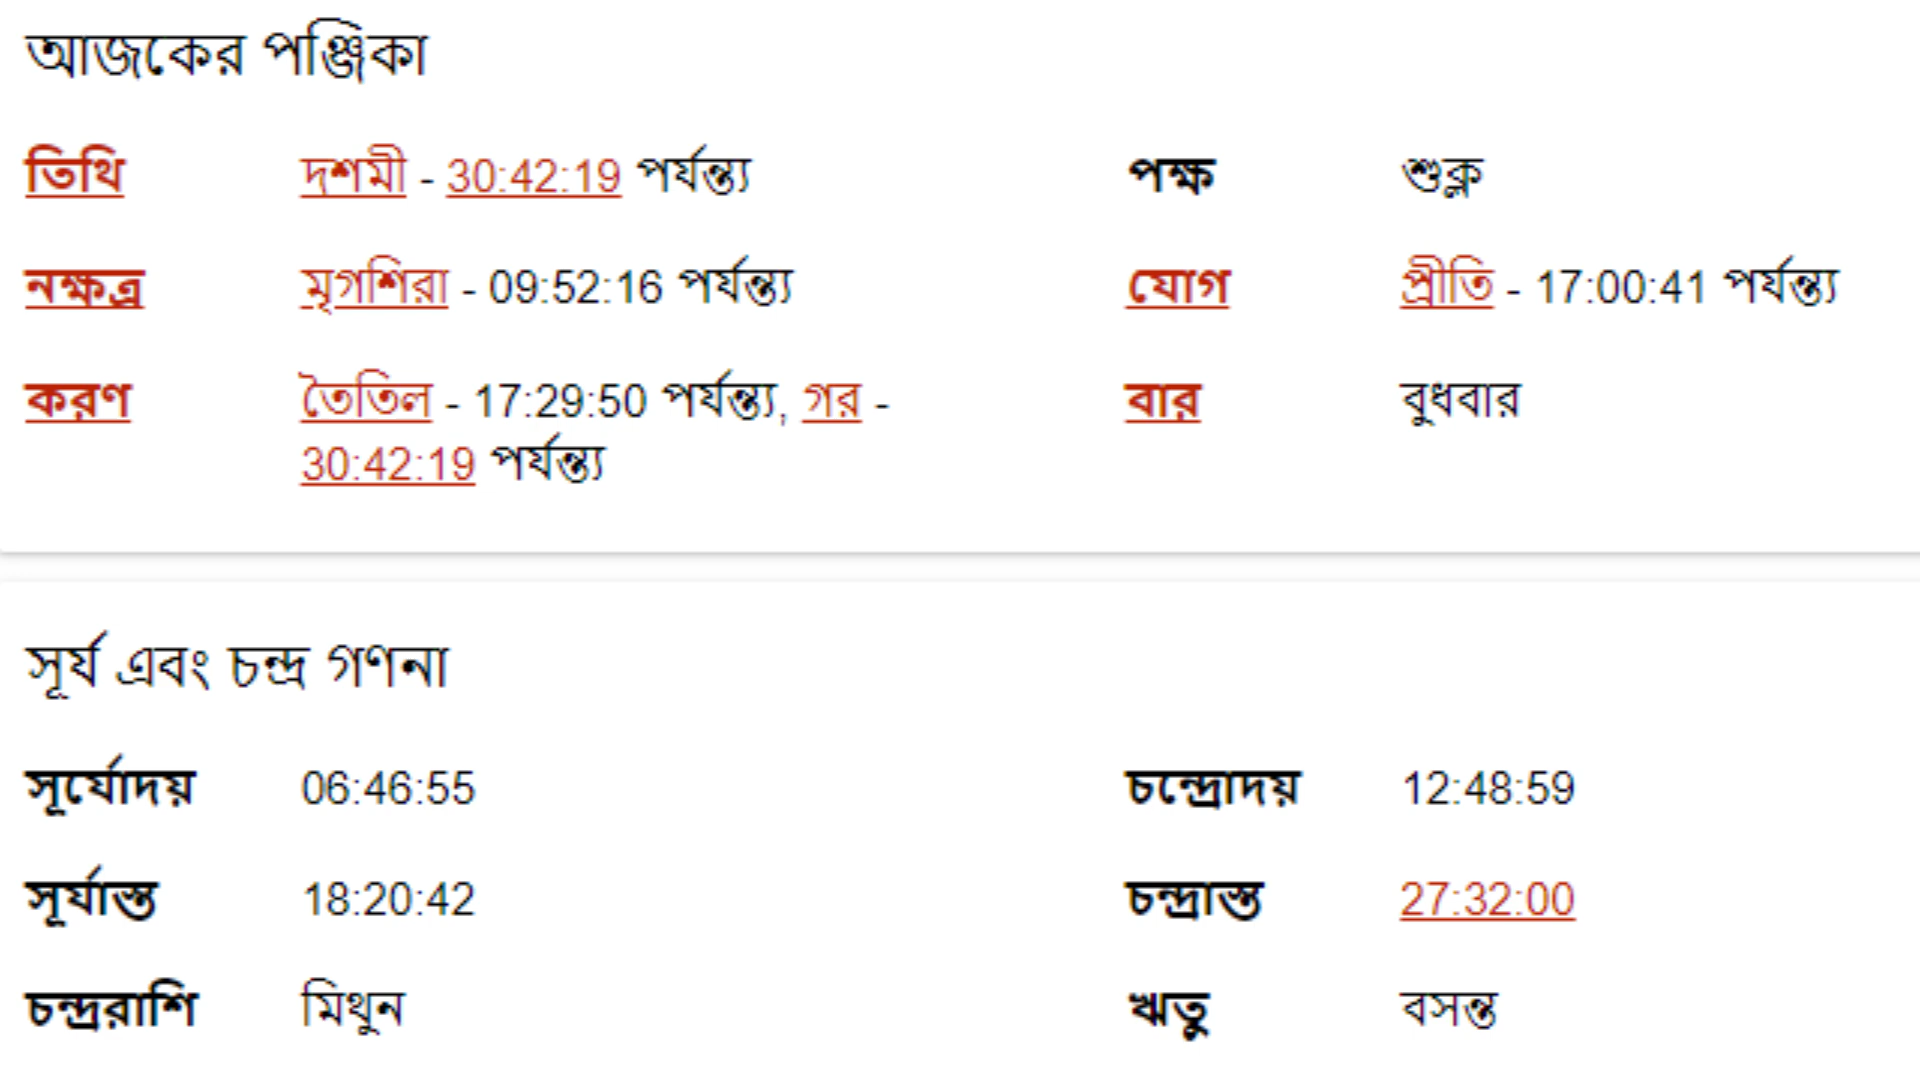 আজকের পঞ্জিকা
তিথি দশমী - 30:42:19 পর্যন্ত্য পক্ষ শুক্ল
নক্ষত্র মৃগশিরা - 09:52:16 পর্যন্ত্য যোগ প্রীতি - 17:00:41 পর্যন্ত্য
করণ তৈতিল - 17:29:50 পর্যন্ত্য, গর - বার বুধবার
30:42:19 পর্যন্ত্য
সূর্য এবং চন্দ্র গণনা
সূর্যোদয় 06:46:55 চন্দ্রোদয় 12:48:59
সূর্যাস্ত 18:20:42 চন্দ্রাস্ত 27:32:00
চন্দ্ররাশি মিথুন ঋতু বসন্ত